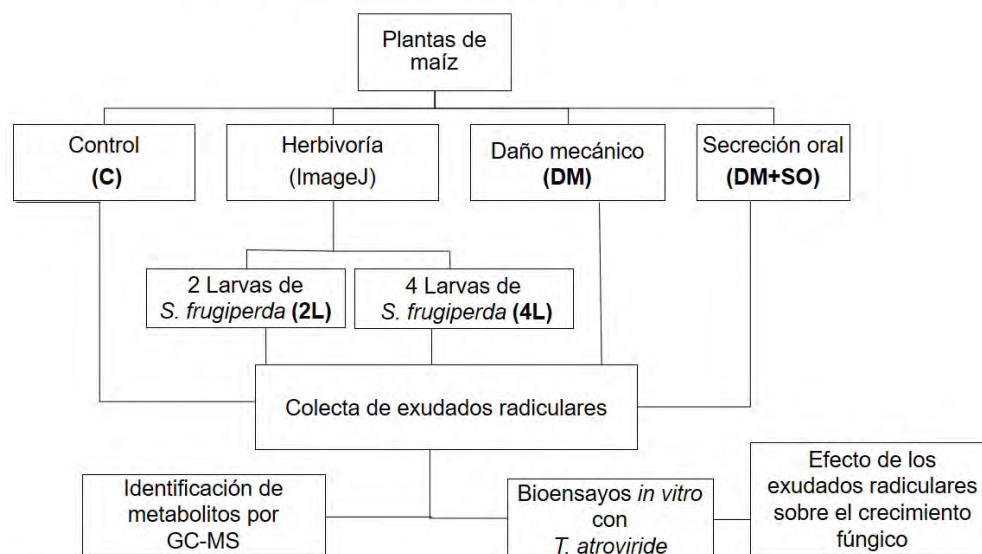 Plantas de
maíz
Control
(C)
Herbivoría
(ImageJ)
Daño mecánico
(DM)
Secreción oral
(DM+SO)
2 Larvas de
S. frugiperda (2L)
4 Larvas de
S. frugiperda (4L)
Colecta de exudados radiculares
Identificación de
metabolitos por
GC-MS
Bioensayos in vitro
con
T. atroviride
Efecto de los
exudados radiculares
sobre el crecimiento
fúngico